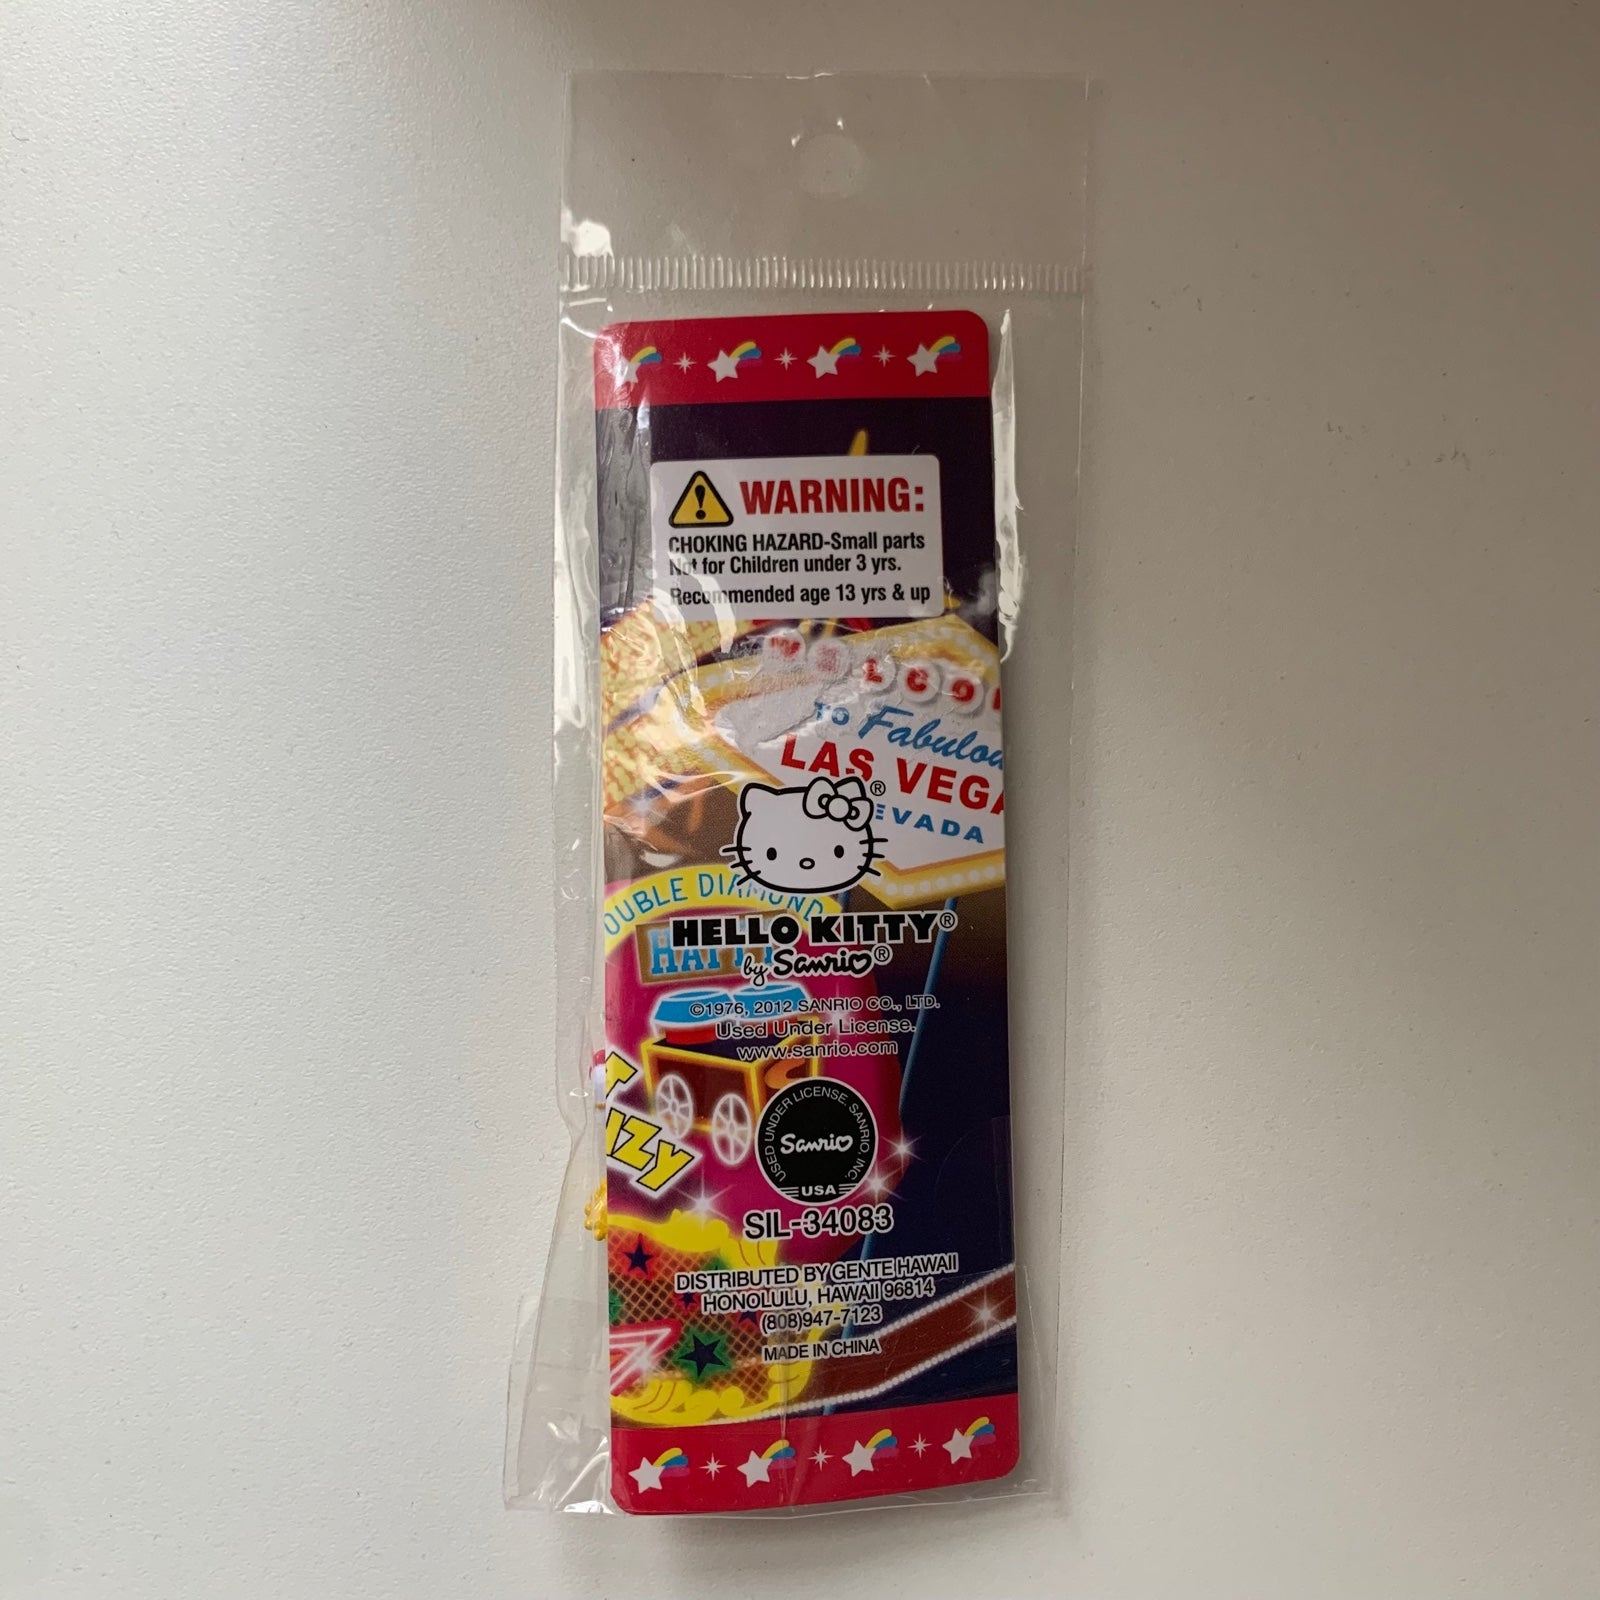 WARNING:
CHOKING HAZARD-Small parts
Not for Children under 3 yrs.
Recommended age 13 yrs & up
TO Fabulou
LAS VEGA
EVADA
OUBLE DIAMOND
HELLO KITTY®
by Sanrio®
©1976, 2012 SANRIO CO., LTD.
Used Under License.
www.sanrio.com
USED UNDER LICENSE. SANRIO, INC.
Sanrio
USA
SIL-34083
DISTRIBUTED BY GENTE HAWAII
HONOLULU, HAWAII 96814
(808)947-7123
MADE IN CHINA